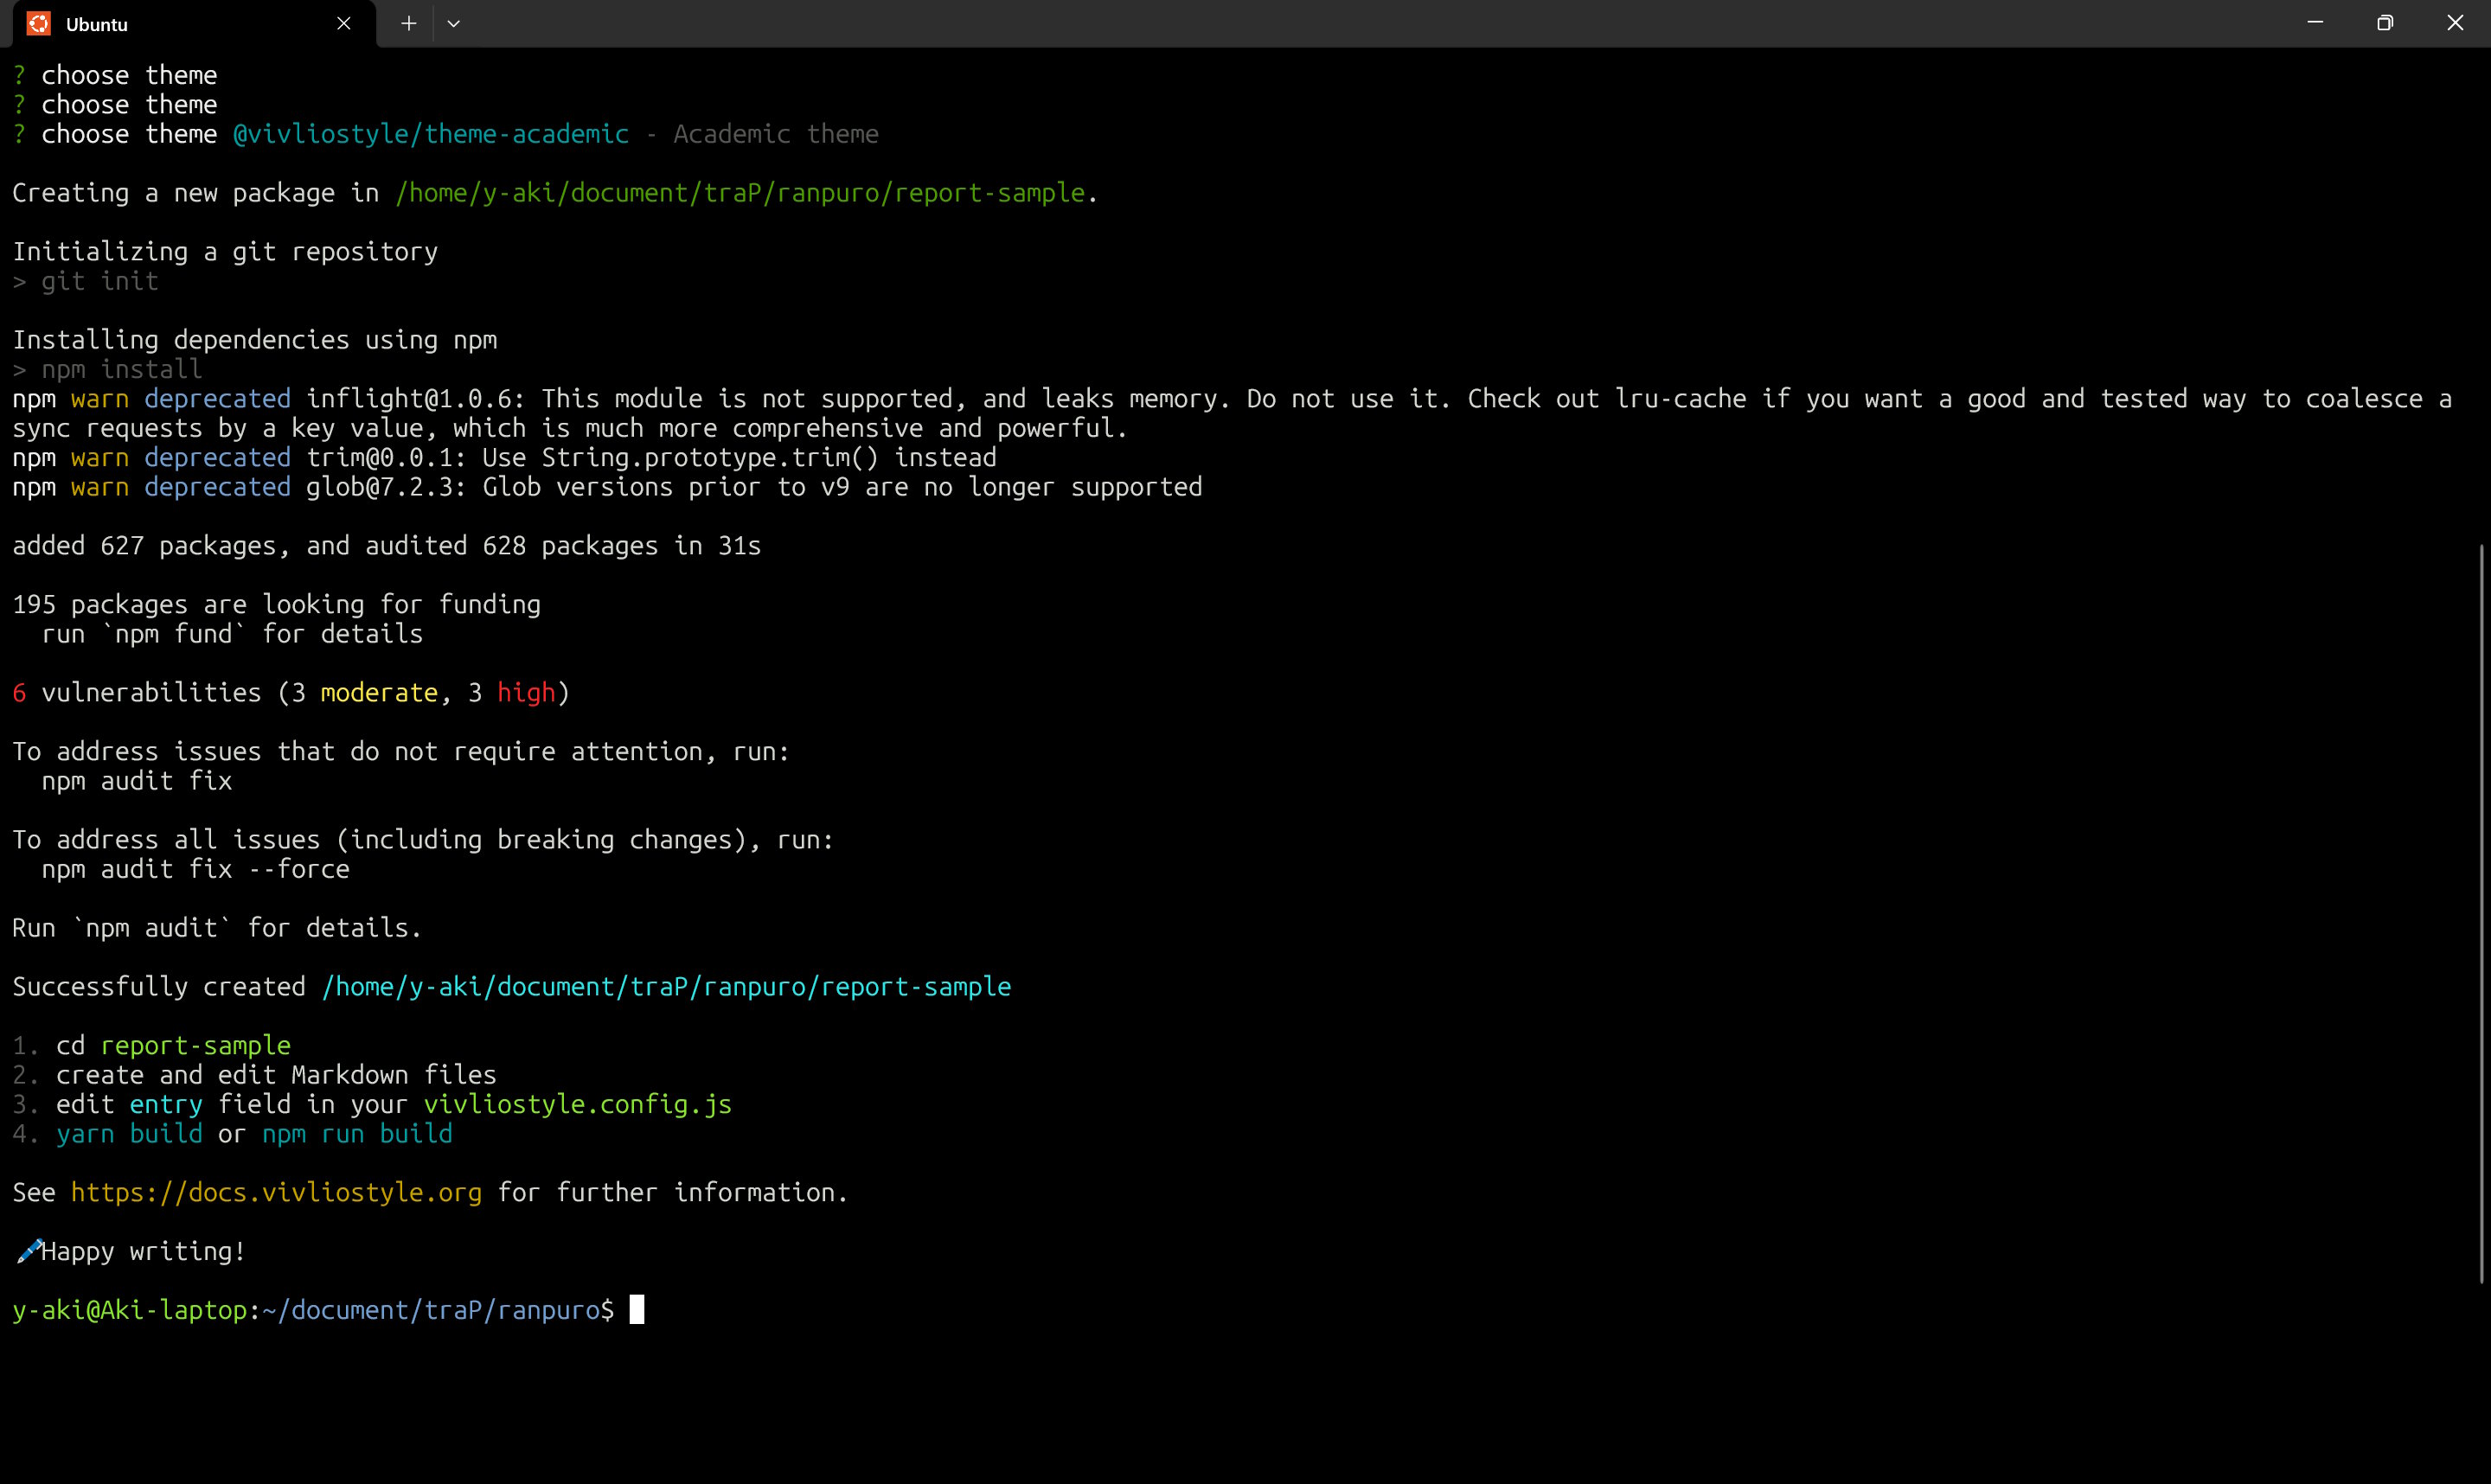 Ubuntu
? choose theme
? choose theme
? choose theme @vivliostyle/theme-academic - Academic theme
Creating a new package in /home/y-aki/document/traP/ranpuro/report-sample.
Initializing a git repository
> git init
Installing dependencies using npm
> npm install
npm warn deprecated inflight@1.0.6: This module is not supported, and leaks memory. Do not use it. Check out lru-cache if you want a good and tested way to coalesce a
sync requests by a key value, which is much more comprehensive and powerful.
npm warn deprecated trim@0.0.1: Use String.prototype.trim() instead
npm warn deprecated glob@7.2.3: Glob versions prior to v9 are no longer supported
added 627 packages, and audited 628 packages in 31s
195 packages are looking for funding
  run `npm fund` for details
6 vulnerabilities (3 moderate, 3 high)
To address issues that do not require attention, run:
  npm audit fix
To address all issues (including breaking changes), run:
  npm audit fix --force
Run `npm audit` for details.
Successfully created /home/y-aki/document/traP/ranpuro/report-sample
1. cd report-sample
2. create and edit Markdown files
3. edit entry field in your vivliostyle.config.js
4. yarn build or npm run build
See https://docs.vivliostyle.org for further information.
🖊Happy writing!
y-aki@Aki-laptop:~/document/traP/ranpuro$